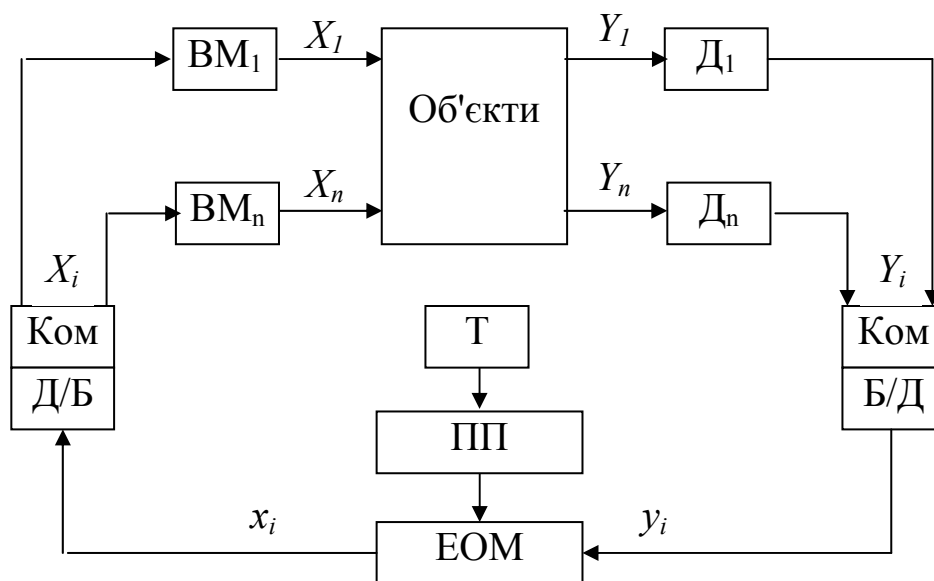 ВМ₁
X₁
Об'єкти
Y₁
Д₁
ВМₙ
Xₙ
Yₙ
Дₙ
Xᵢ
Yᵢ
Ком
Т
Ком
Д/Б
Б/Д
ПП
xᵢ
ЕОМ
yᵢ